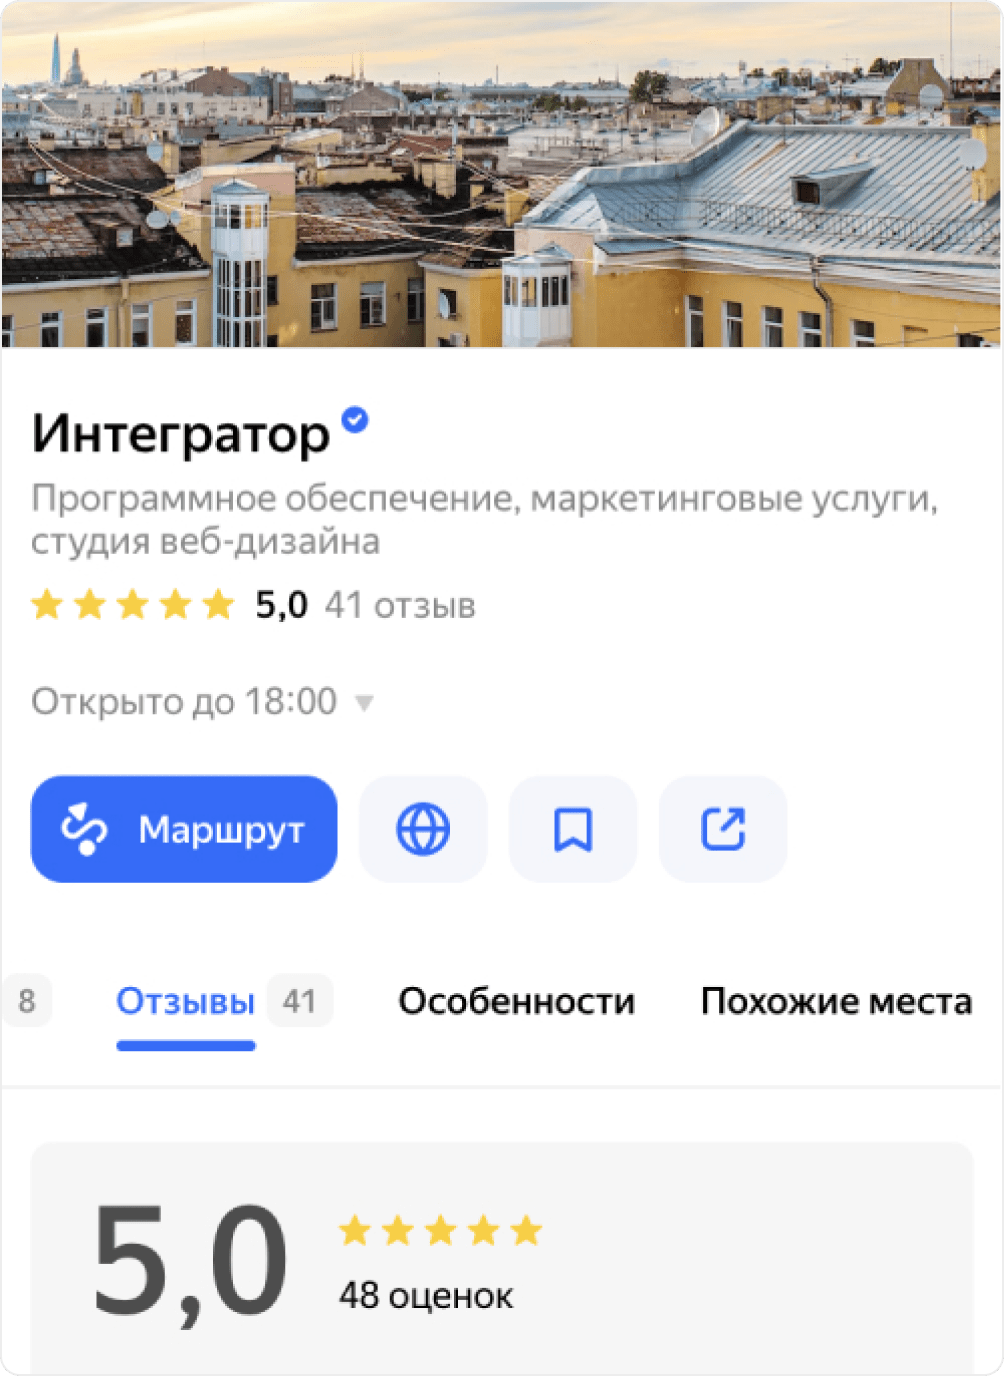 Интегратор
Программное обеспечение, маркетинговые услуги,
студия веб-дизайна
5,0 41 отзыв
Открыто до 18:00
Маршрут
8 Отзывы 41 Особенности Похожие места
5,0
48 оценок